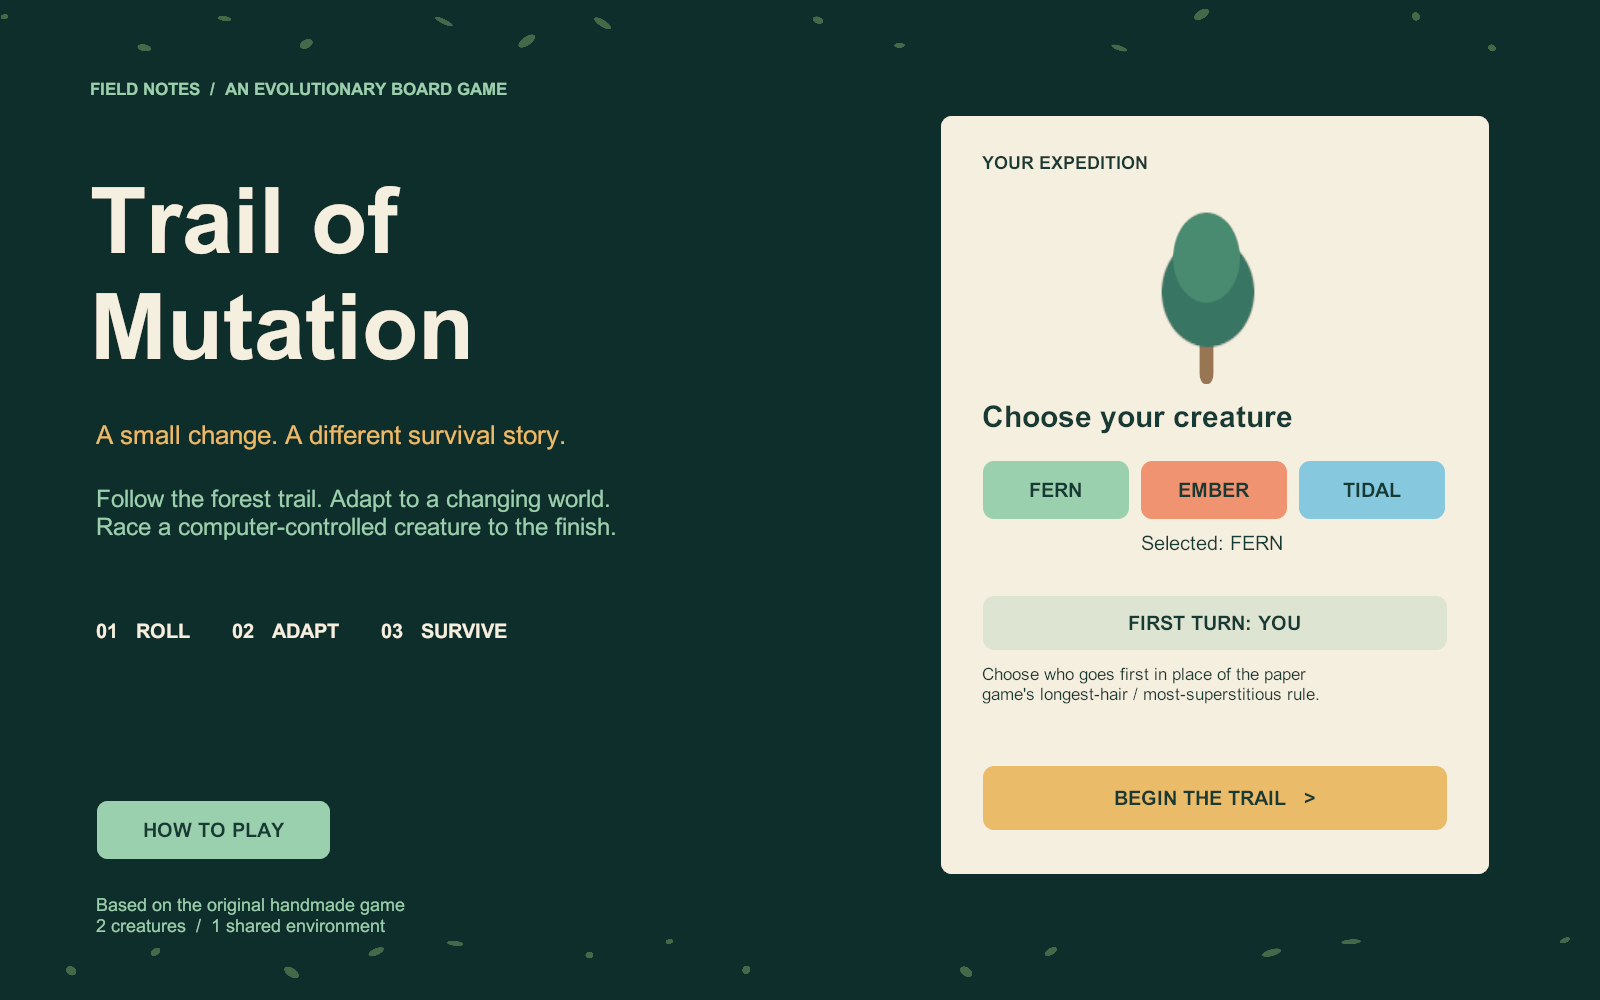 FIELD NOTES / AN EVOLUTIONARY BOARD GAME
Trail of
Mutation
A small change. A different survival story.
Follow the forest trail. Adapt to a changing world.
Race a computer-controlled creature to the finish.
01 ROLL 02 ADAPT 03 SURVIVE
HOW TO PLAY
Based on the original handmade game
2 creatures / 1 shared environment
YOUR EXPEDITION
Choose your creature
FERN EMBER TIDAL
Selected: FERN
FIRST TURN: YOU
Choose who goes first in place of the paper
game's longest-hair / most-superstitious rule.
BEGIN THE TRAIL >